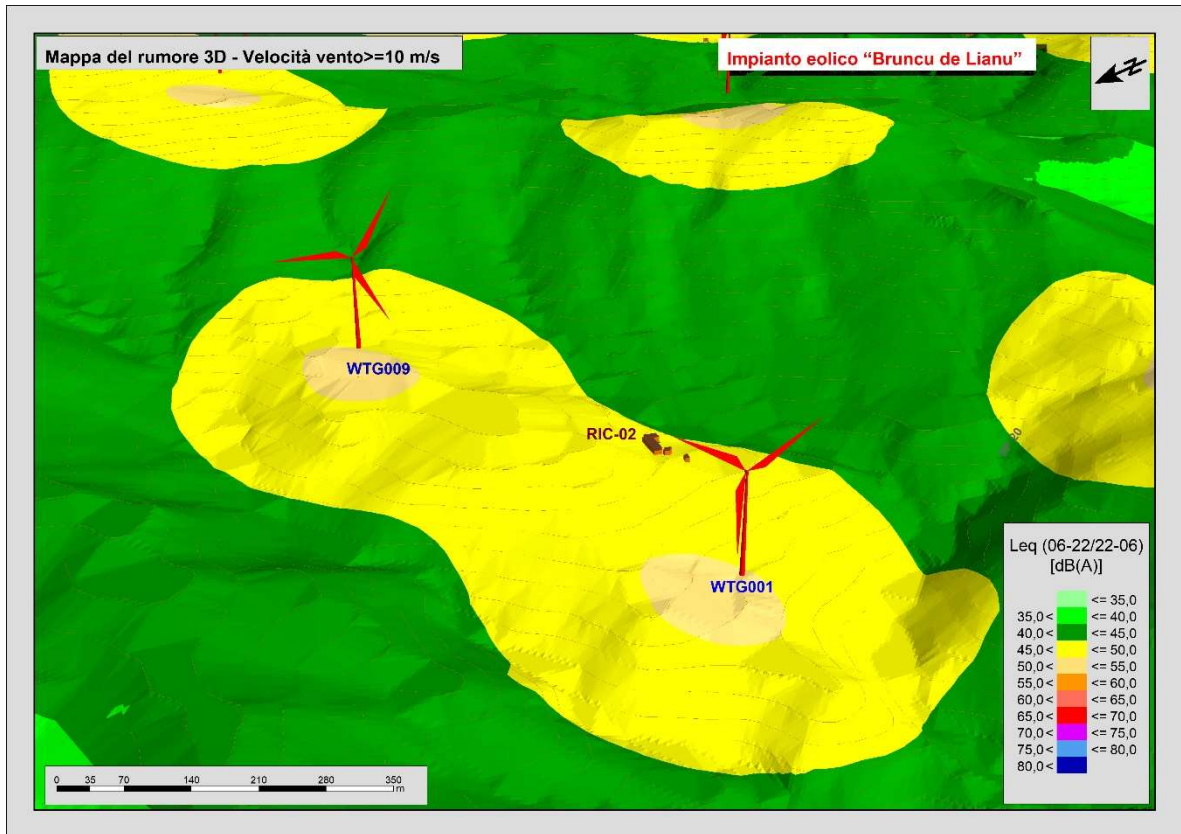 Mappa del rumore 3D - Velocità vento>=10 m/s
Impianto eolico “Bruncu de Lianu”
Z
WTG009
RIC-02
WTG001
Leq (06-22/22-06)
[dB(A)]
<= 35,0
35,0 < <= 40,0
40,0 < <= 45,0
45,0 < <= 50,0
50,0 < <= 55,0
55,0 < <= 60,0
60,0 < <= 65,0
65,0 < <= 70,0
70,0 < <= 75,0
75,0 < <= 80,0
80,0 <
0 35 70 140 210 280 350
m